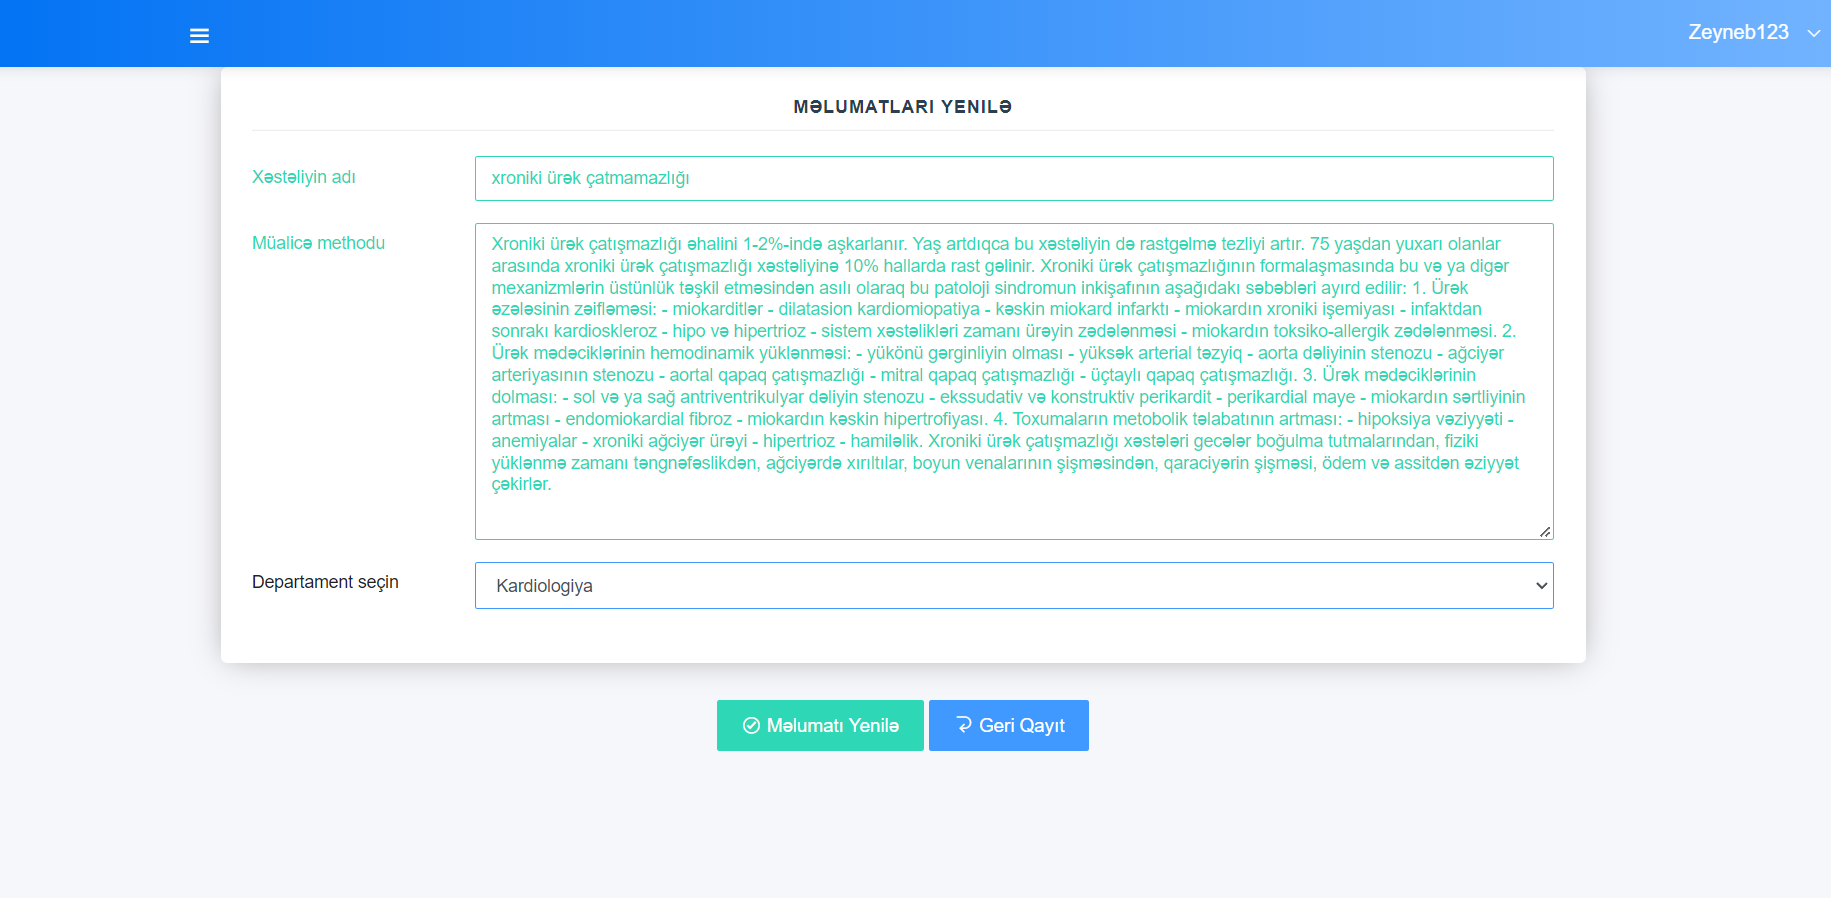 Zeyneb123
MƏLUMATLARI YENİLƏ
Xəstəliyin adı
xroniki ürək çatmamazlığı
Müalicə methodu
Xroniki ürək çatışmazlığı əhalini 1-2%-ində aşkarlanır. Yaş artdıqca bu xəstəliyin də rastgəlmə tezliyi artır. 75 yaşdan yuxarı olanlar
arasında xroniki ürək çatışmazlığı xəstəliyinə 10% hallarda rast gəlinir. Xroniki ürək çatışmazlığının formalaşmasında bu və ya digər
mexanizmlərin üstünlük təşkil etməsindən asılı olaraq bu patoloji sindromun inkişafının aşağıdakı səbəbləri ayırd edilir: 1. Ürək
əzələsinin zəifləməsi: - miokarditlər - dilatasion kardiomiopatiya - kəskin miokard infarktı - miokardın xroniki işemiyası - infaktdan
sonrakı kardioskleroz - hipo və hipertrioz - sistem xəstəlikləri zamanı ürəyin zədələnməsi - miokardın toksiko-allergik zədələnməsi. 2.
Ürək mədəciklərinin hemodinamik yüklənməsi: - yükönü gərginliyin olması - yüksək arterial təzyiq - aorta dəliyinin stenozu - ağciyər
arteriyasının stenozu - aortal qapaq çatışmazlığı - mitral qapaq çatışmazlığı - üçtaylı qapaq çatışmazlığı. 3. Ürək mədəciklərinin
dolması: - sol və ya sağ antriventrikulyar dəliyin stenozu - ekssudativ və konstruktiv perikardit - perikardial maye - miokardın sərtliyinin
artması - endomiokardial fibroz - miokardın kəskin hipertrofiyası. 4. Toxumaların metobolik tələbatının artması: - hipoksiya vəziyyəti -
anemiyalar - xroniki ağciyər ürəyi - hipertrioz - hamiləlik. Xroniki ürək çatışmazlığı xəstələri gecələr boğulma tutmalarından, fiziki
yüklənmə zamanı təngnəfəslikdən, ağciyərdə xırıltılar, boyun venalarının şişməsindən, qaraciyərin şişməsi, ödem və assitdən əziyyət
çəkirlər.
Departament seçin
Kardiologiya
Məlumatı Yenilə
Geri Qayıt